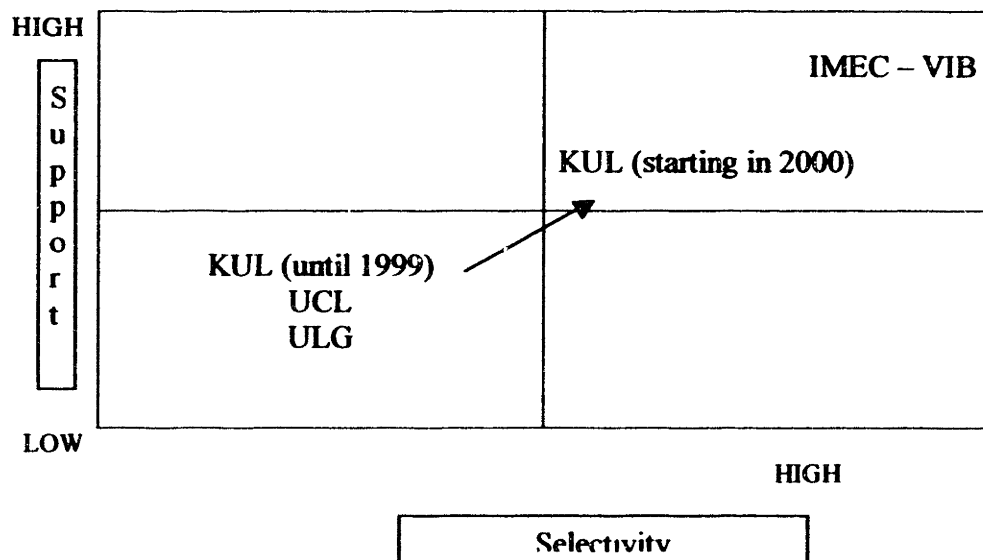 HIGH
IMEC – VIB
Support
KUL (starting in 2000)
KUL (until 1999)
UCL
ULG
LOW
HIGH
Selectivity